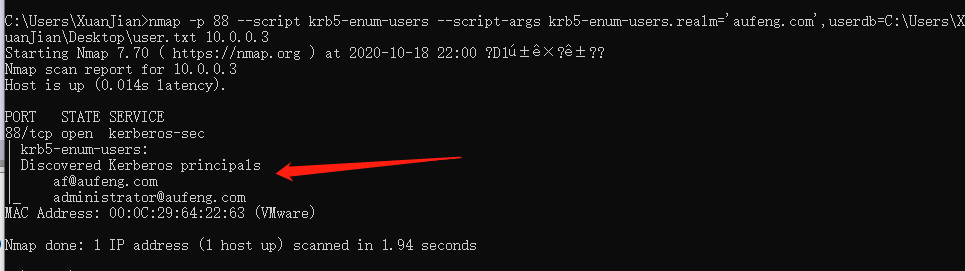 C:\Users\XuanJian>nmap -p 88 --script krb5-enum-users --script-args krb5-enum-users.realm='aufeng.com',userdb=C:\Users\X
uanJian\Desktop\user.txt 10.0.0.3
Starting Nmap 7.70 ( https://nmap.org ) at 2020-10-18 22:00 ?D1ú±ê×?ê±??
Nmap scan report for 10.0.0.3
Host is up (0.014s latency).
PORT   STATE SERVICE
88/tcp open  kerberos-sec
| krb5-enum-users:
| Discovered Kerberos principals
|     af@aufeng.com
|_    administrator@aufeng.com
MAC Address: 00:0C:29:64:22:63 (VMware)
Nmap done: 1 IP address (1 host up) scanned in 1.94 seconds